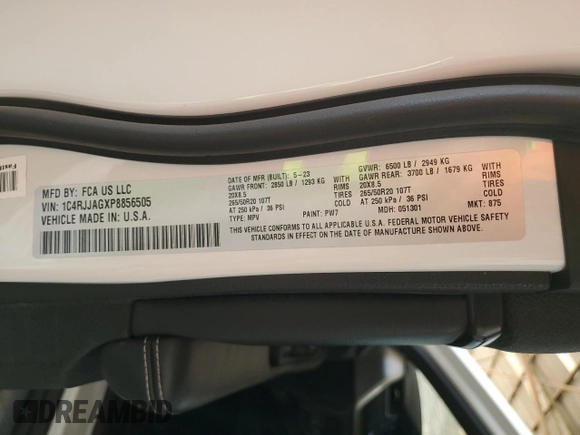 MFD BY: FCA US LLC
VIN: 1C4RJJAGXP8856505
VEHICLE MADE IN: U.S.A.
DATE OF MFR (BUILT): 5-23
GAWR FRONT: 2850 LB / 1293 KG
20X8.5 RIMS
265/50R20 107T TIRES
AT 250 kPa / 36 PSI COLD
TYPE: MPV PAINT: PW7
GVWR: 6500 LB / 2949 KG
GAWR REAR: 3700 LB / 1679 KG
20X8.5 RIMS
265/50R20 107T TIRES
AT 250 kPa / 36 PSI COLD
MDH: 051301 MKT: 875
THIS VEHICLE CONFORMS TO ALL APPLICABLE U.S.A. FEDERAL MOTOR VEHICLE SAFETY
STANDARDS IN EFFECT ON THE DATE OF MANUFACTURE SHOWN ABOVE.
DREAMBID